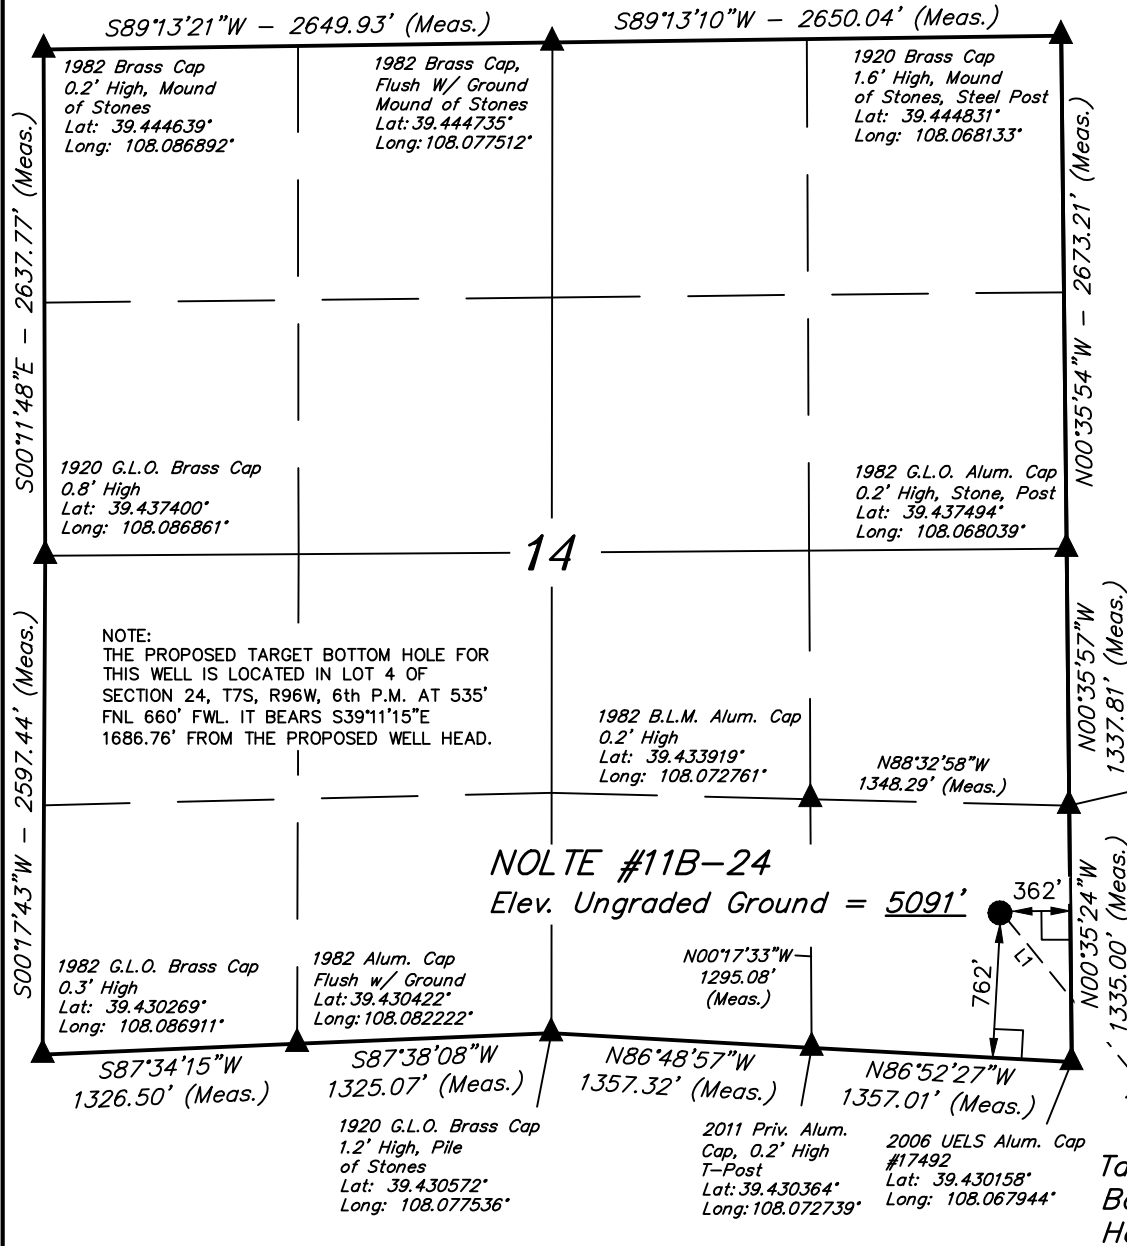 S89°13'21"W - 2649.93' (Meas.)
S89°13'10"W - 2650.04' (Meas.)
1982 Brass Cap
0.2' High, Mound
of Stones
Lat: 39.444639°
Long: 108.086892°
1982 Brass Cap,
Flush W/ Ground
Mound of Stones
Lat: 39.444735°
Long: 108.077512°
1920 Brass Cap
1.6' High, Mound
of Stones, Steel Post
Lat: 39.444831°
Long: 108.068133°
S00°11'48"E - 2637.77' (Meas.)
N00°35'54"W - 2673.21' (Meas.)
1920 G.L.O. Brass Cap
0.8' High
Lat: 39.437400°
Long: 108.086861°
1982 G.L.O. Alum. Cap
0.2' High, Stone, Post
Lat: 39.437494°
Long: 108.068039°
14
NOTE:
THE PROPOSED TARGET BOTTOM HOLE FOR
THIS WELL IS LOCATED IN LOT 4 OF
SECTION 24, T7S, R96W, 6th P.M. AT 535'
FNL 660' FWL. IT BEARS S39°11'15"E
1686.76' FROM THE PROPOSED WELL HEAD.
S00°17'43"W - 2597.44' (Meas.)
N00°35'57"W
1337.81' (Meas.)
1982 B.L.M. Alum. Cap
0.2' High
Lat: 39.433919°
Long: 108.072761°
N88°32'58"W
1348.29' (Meas.)
NOLTE #11B-24
Elev. Ungraded Ground = 5091'
362'
762'
L1
N00°35'24"W
1335.00' (Meas.)
N00°17'33"W
1295.08'
(Meas.)
1982 G.L.O. Brass Cap
0.3' High
Lat: 39.430269°
Long: 108.086911°
1982 Alum. Cap
Flush w/ Ground
Lat: 39.430422°
Long: 108.082222°
S87°34'15"W
1326.50' (Meas.)
S87°38'08"W
1325.07' (Meas.)
N86°48'57"W
1357.32' (Meas.)
N86°52'27"W
1357.01' (Meas.)
1920 G.L.O. Brass Cap
1.2' High, Pile
of Stones
Lat: 39.430572°
Long: 108.077536°
2011 Priv. Alum.
Cap, 0.2' High
T-Post
Lat: 39.430364°
Long: 108.072739°
2006 UELS Alum. Cap
#17492
Lat: 39.430158°
Long: 108.067944°